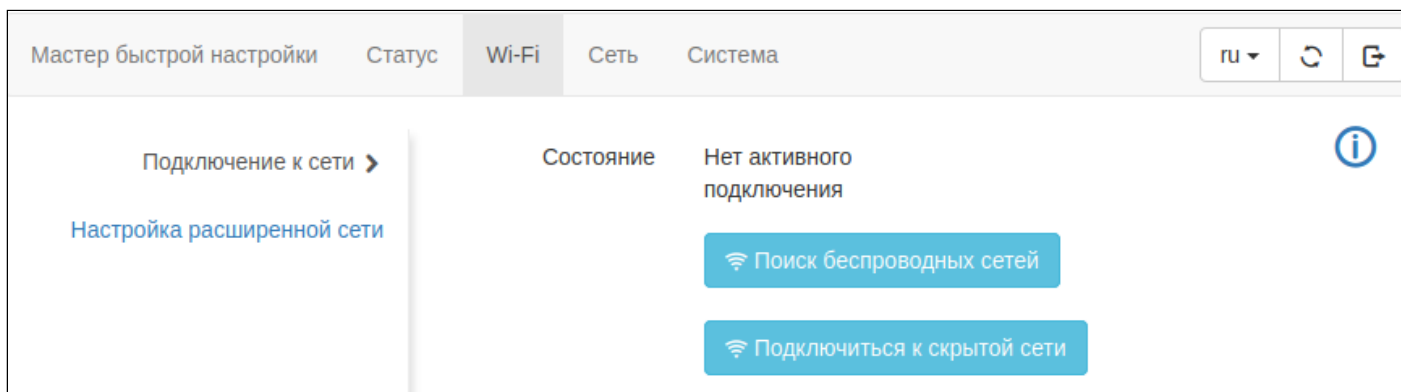 Мастер быстрой настройки Статус Wi-Fi Сеть Система ru
Подключение к сети
Настройка расширенной сети
Состояние Нет активного
подключения
Поиск беспроводных сетей
Подключиться к скрытой сети